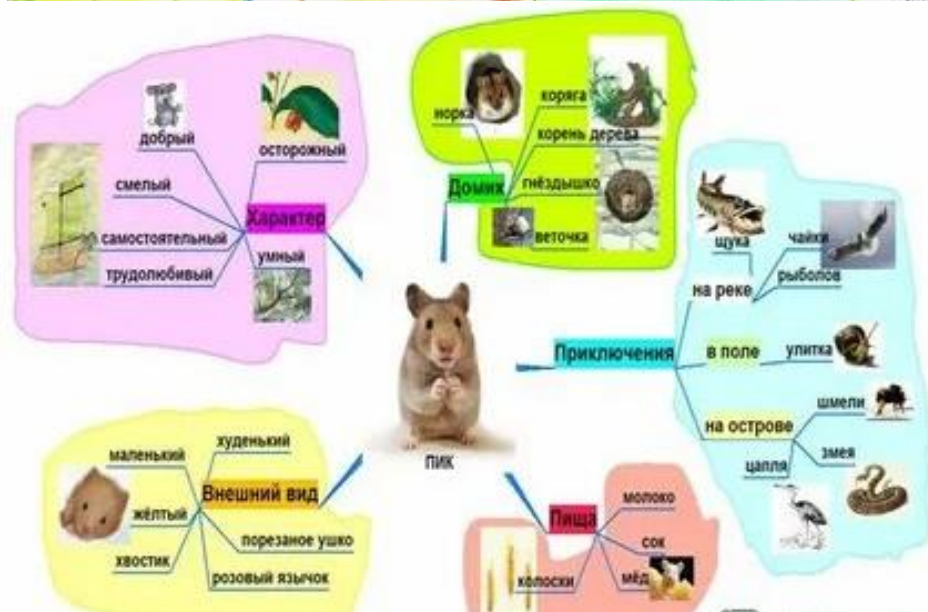 Характер
добрый
осторожный
смелый
самостоятельный
трудолюбивый
умный
Домик
норка
коряга
корень дерева
гнёздышко
веточка
Приключения
на реке
щука
чайки
рыболов
в поле
улитка
на острове
шмели
змея
цапля
пик
Внешний вид
маленький
худенький
жёлтый
хвостик
порезаное ушко
розовый язычок
Пища
молоко
сок
мёд
колоски